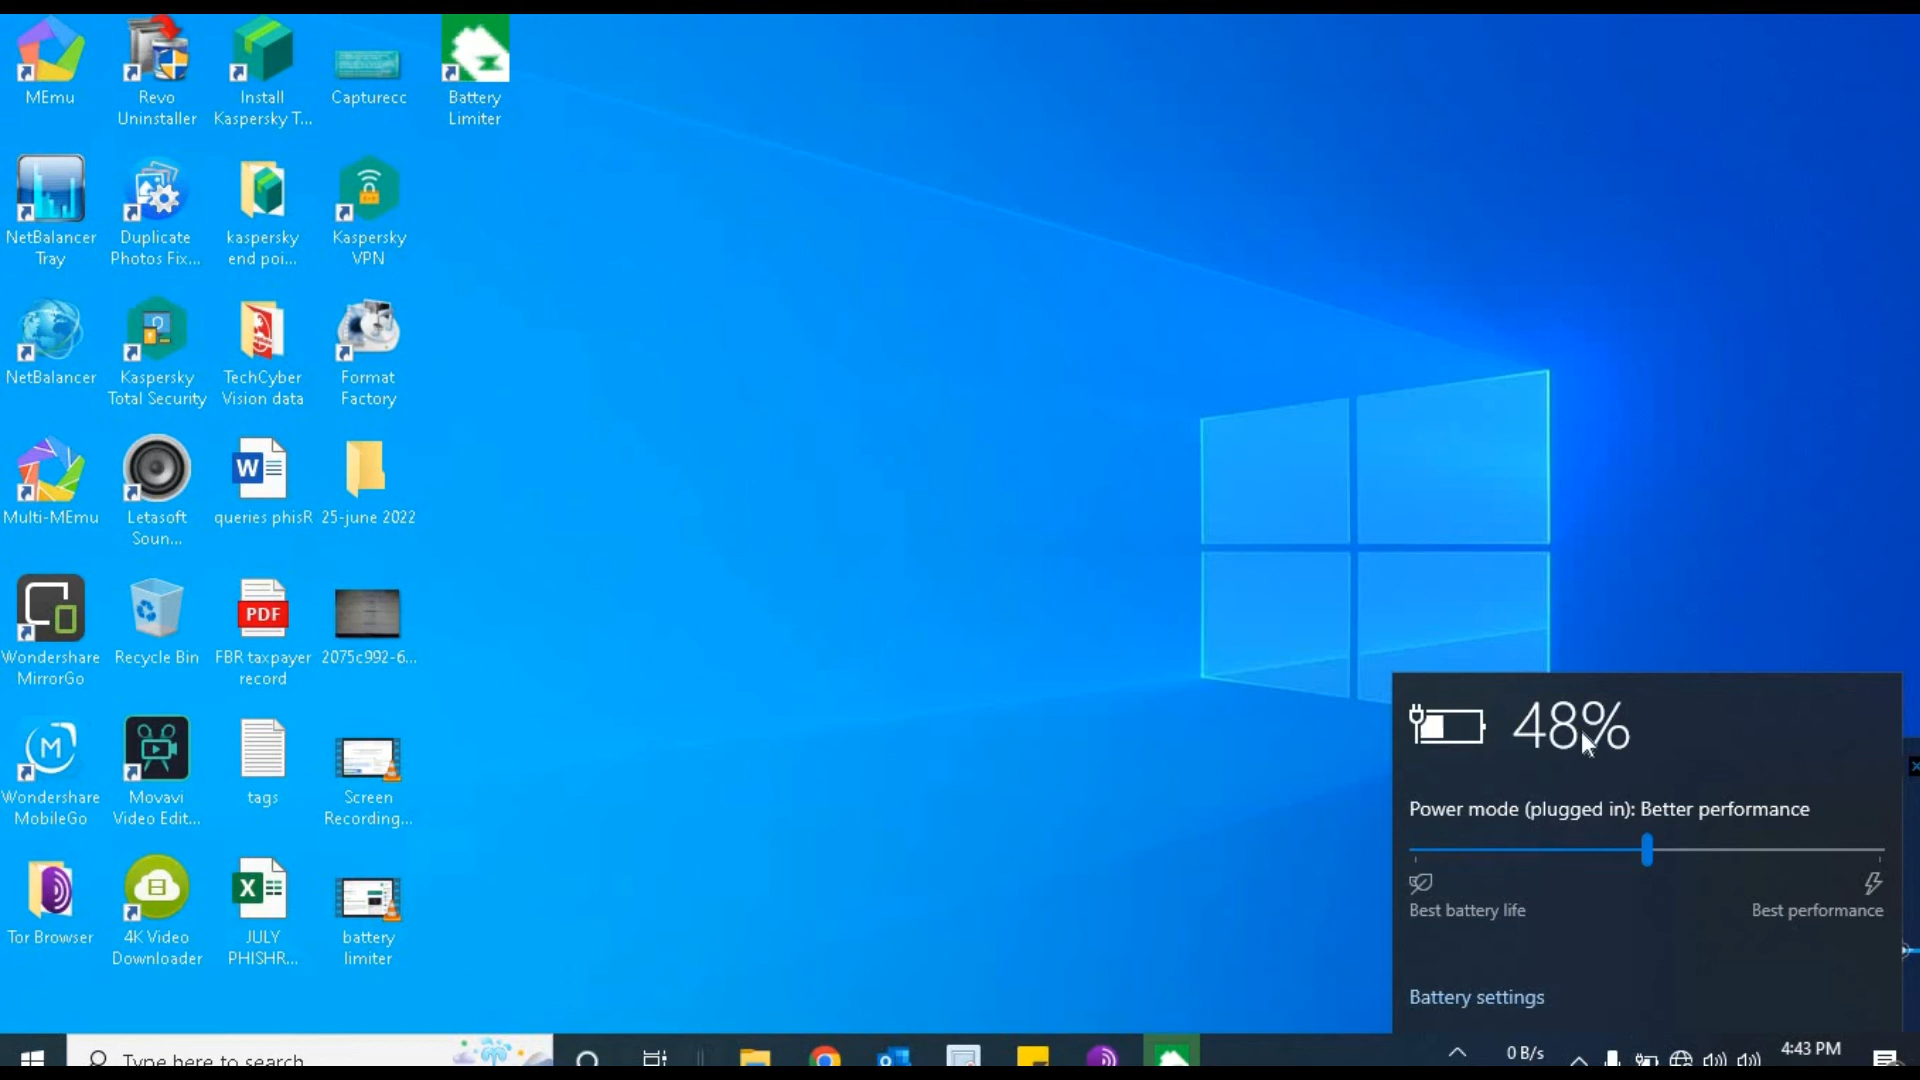 MEmu
Revo
Uninstaller
Install
Kaspersky T...
Capturecc
Battery
Limiter
NetBalancer
Tray
Duplicate
Photos Fix...
kaspersky
end poi...
Kaspersky
VPN
NetBalancer
Kaspersky
Total Security
TechCyber
Vision data
Format
Factory
Multi-MEmu
Letasoft
Soun...
W
queries phisR
25-june 2022
Wondershare
MirrorGo
Recycle Bin
PDF
FBR taxpayer
record
2075c992-6...
Wondershare
MobileGo
Movavi
Video Edit...
tags
Screen
Recording...
Tor Browser
4K Video
Downloader
X
JULY
PHISHR...
battery
limiter
48%
Power mode (plugged in): Better performance
Best battery life
Best performance
Battery settings
Type here to search
0 B/s
4:43 PM